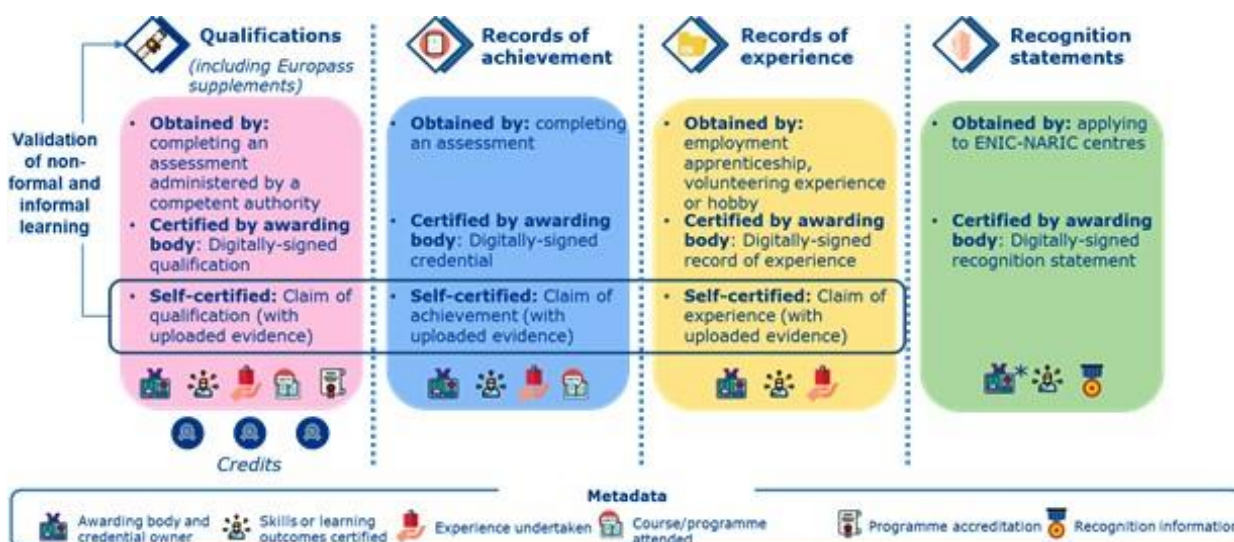 Qualifications
(including Europass
supplements)
Records of
achievement
Records of
experience
Recognition
statements
Validation
of non-
formal and
informal
learning
• Obtained by:
completing an
assessment
administered by a
competent authority
• Certified by awarding
body: Digitally-signed
qualification
• Self-certified: Claim of
qualification (with
uploaded evidence)
• Obtained by: completing
an assessment
• Certified by awarding
body: Digitally-signed
credential
• Self-certified: Claim of
achievement (with
uploaded evidence)
• Obtained by:
employment
apprenticeship,
volunteering experience
or hobby
• Certified by awarding
body: Digitally-signed
record of experience
• Self-certified: Claim of
experience (with
uploaded evidence)
• Obtained by: applying
to ENIC-NARIC centres
• Certified by awarding
body: Digitally-signed
recognition statement
*
Credits
Metadata
Awarding body and
credential owner
Skills or learning
outcomes certified
Experience undertaken
Course/programme
attended
Programme accreditation
Recognition information